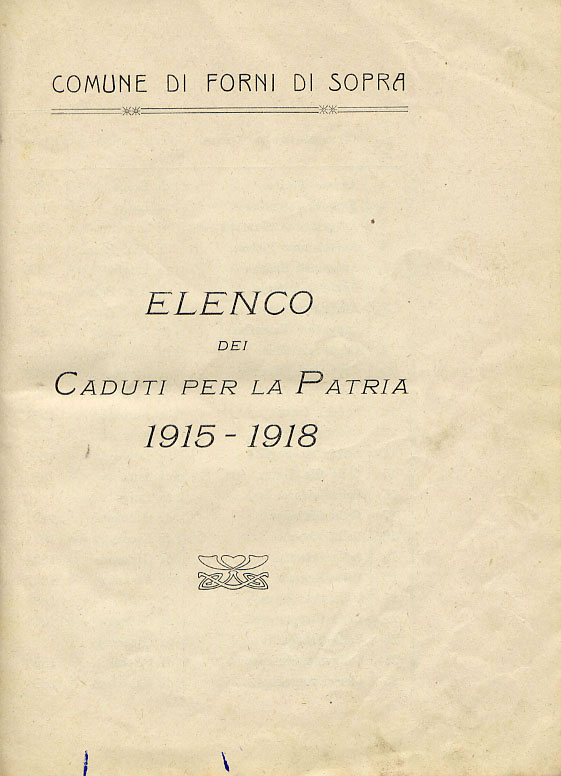 COMUNE DI FORNI DI SOPRA
ELENCO
DEI
CADUTI PER LA PATRIA
1915 - 1918